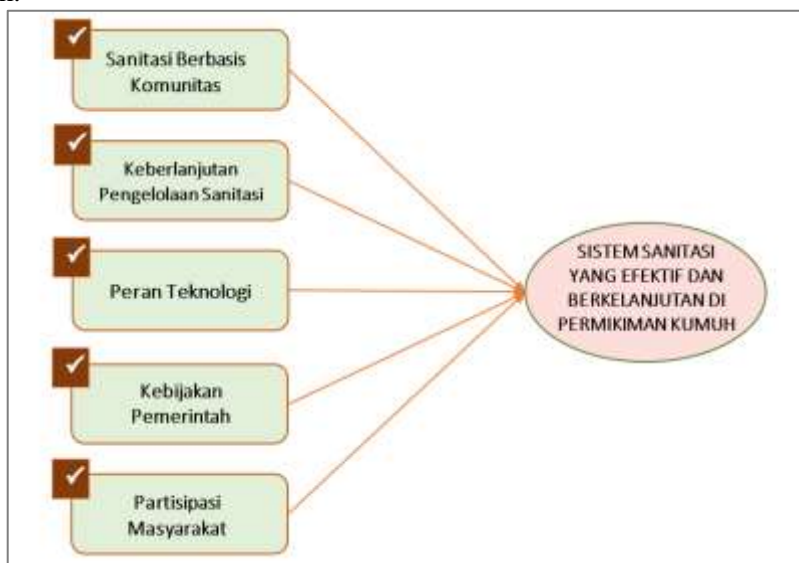 Sanitasi Berbasis
Komunitas
Keberlanjutan
Pengelolaan Sanitasi
Peran Teknologi
Kebijakan
Pemerintah
Partisipasi
Masyarakat
SISTEM SANITASI
YANG EFEKTIF DAN
BERKELANJUTAN DI
PERMIKIMAN KUMUH